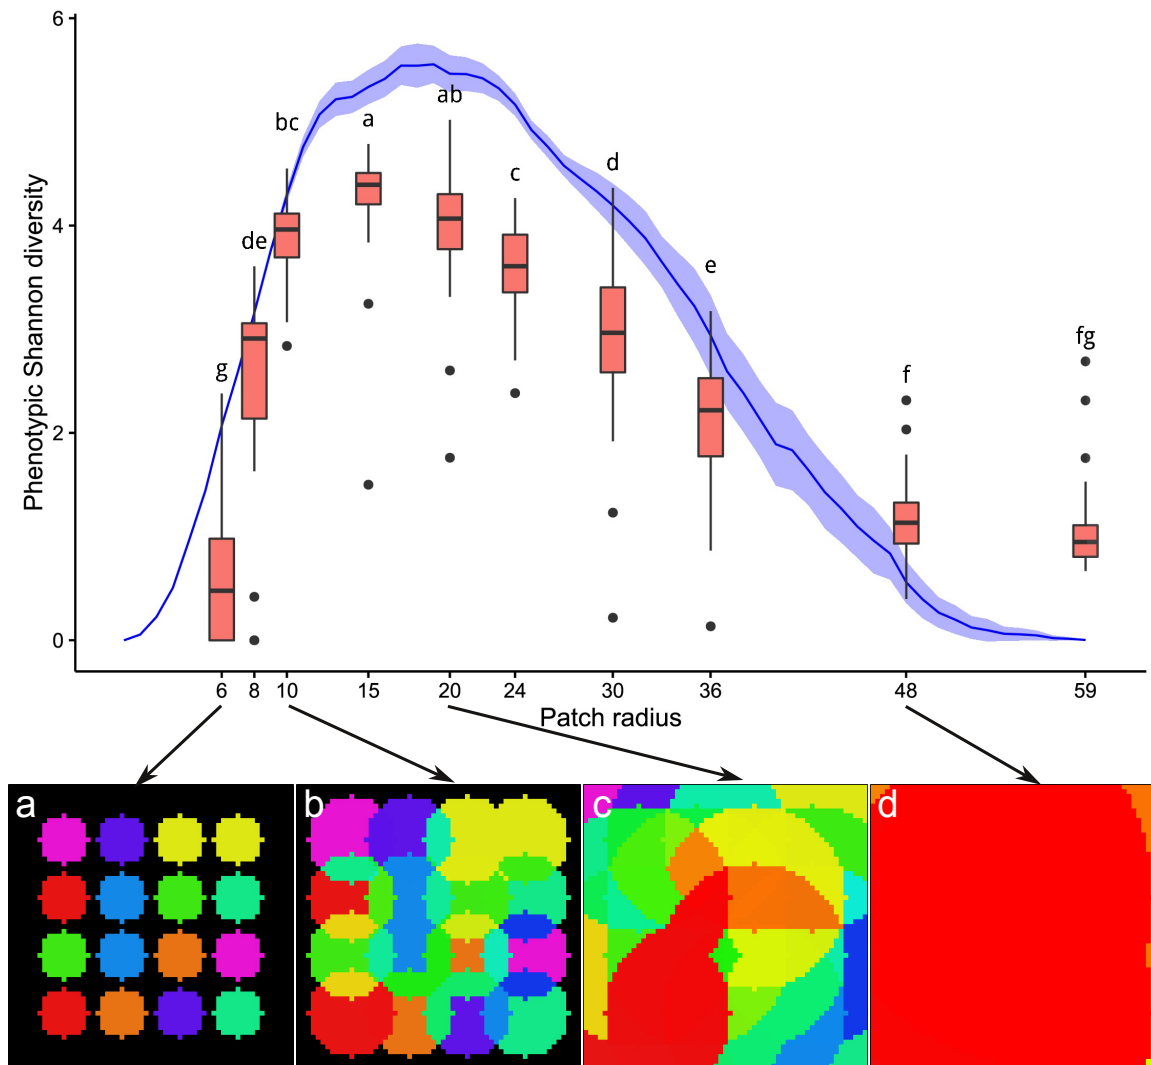 Phenotypic Shannon diversity
6
4
2
0
g
de
bc
a
ab
c
d
e
f
fg
6 8 10 15 20 24 30 36 48 59
Patch radius
a b c d